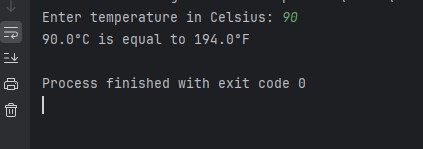 Enter temperature in Celsius: 90
90.0°C is equal to 194.0°F
Process finished with exit code 0